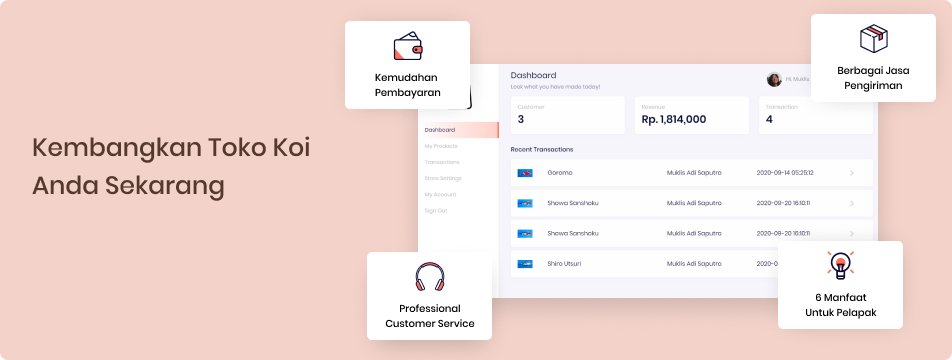 Kembangkan Toko Koi
Anda Sekarang
Kemudahan
Pembayaran
Berbagai Jasa
Pengiriman
Dashboard
Look what you have made today!
Hi, Muklis
Customer
3
Revenue
Rp. 1,814,000
Transaction
4
Dashboard
My Products
Transactions
Store Settings
My Account
Sign Out
Recent Transactions
Goromo Muklis Adi Saputro 2020-09-14 05:25:12
Showa Sanshoku Muklis Adi Saputro 2020-09-20 16:10:11
Showa Sanshoku Muklis Adi Saputro 2020-09-20 16:10:11
Shiro Utsuri Muklis Adi Saputro 2020-0
Professional
Customer Service
6 Manfaat
Untuk Pelapak